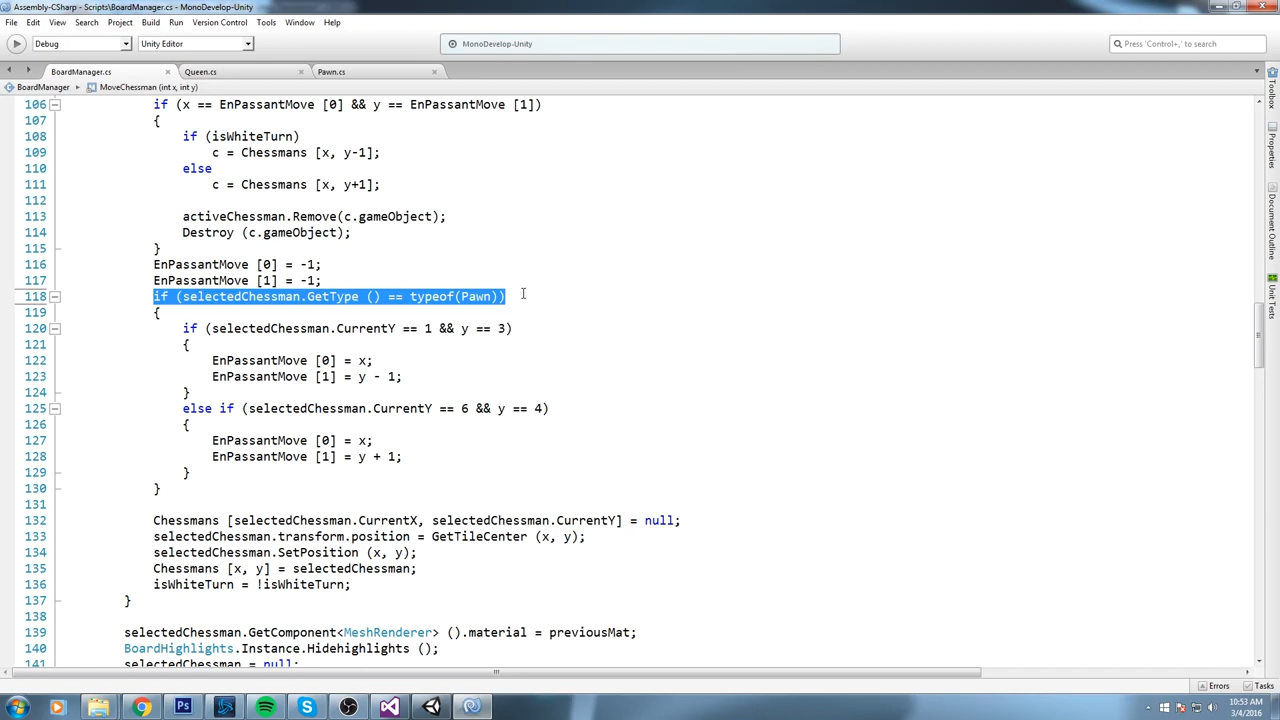 Assembly-CSharp - Scripts\BoardManager.cs - MonoDevelop-Unity
File Edit View Search Project Build Run Version Control Tools Window Help
Debug Unity Editor MonoDevelop-Unity Press 'Control+,' to search
BoardManager.cs Queen.cs Pawn.cs
BoardManager MoveChessman (int x, int y)
106 if (x == EnPassantMove [0] && y == EnPassantMove [1])
107 {
108 if (isWhiteTurn)
109 c = Chessmans [x, y-1];
110 else
111 c = Chessmans [x, y+1];
112
113 activeChessman.Remove(c.gameObject);
114 Destroy (c.gameObject);
115 }
116 EnPassantMove [0] = -1;
117 EnPassantMove [1] = -1;
118 if (selectedChessman.GetType () == typeof(Pawn))
119 {
120 if (selectedChessman.CurrentY == 1 && y == 3)
121 {
122 EnPassantMove [0] = x;
123 EnPassantMove [1] = y - 1;
124 }
125 else if (selectedChessman.CurrentY == 6 && y == 4)
126 {
127 EnPassantMove [0] = x;
128 EnPassantMove [1] = y + 1;
129 }
130 }
131
132 Chessmans [selectedChessman.CurrentX, selectedChessman.CurrentY] = null;
133 selectedChessman.transform.position = GetTileCenter (x, y);
134 selectedChessman.SetPosition (x, y);
135 Chessmans [x, y] = selectedChessman;
136 isWhiteTurn = !isWhiteTurn;
137 }
138
139 selectedChessman.GetComponent<MeshRenderer> ().material = previousMat;
140 BoardHighlights.Instance.Hidehighlights ();
141 selectedChessman = null;
Toolbox
Properties
Document Outline
Unit Tests
Errors Tasks
10:53 AM
3/4/2016